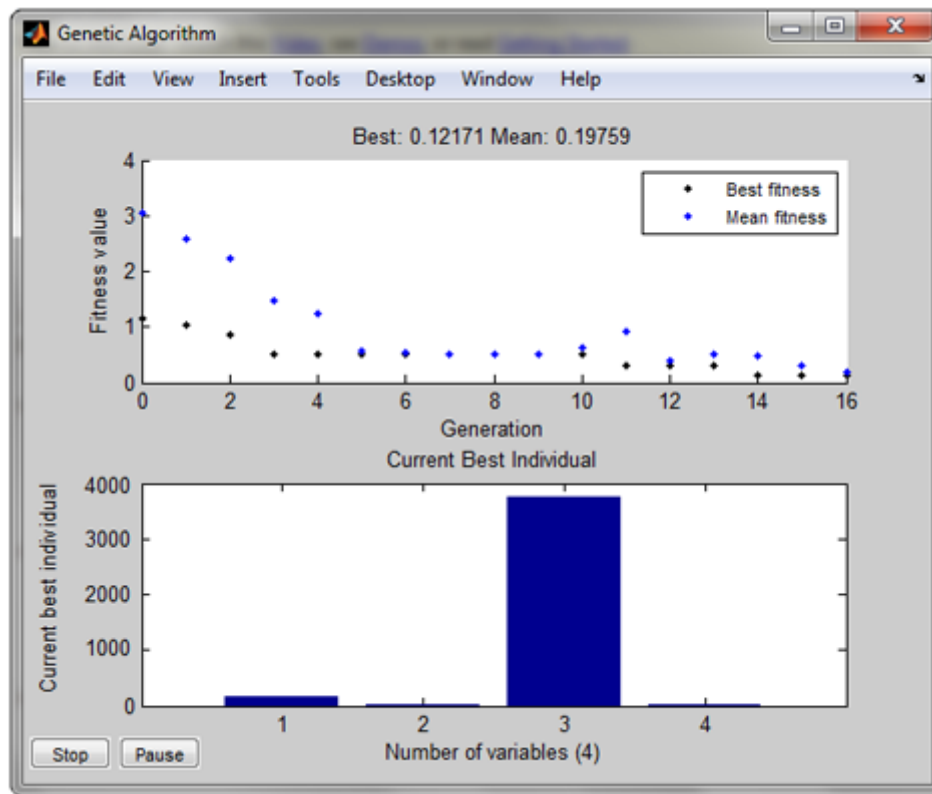 Genetic Algorithm
File Edit View Insert Tools Desktop Window Help
Best: 0.12171 Mean: 0.19759
4
3
2
1
0
Fitness value
Best fitness
Mean fitness
0 2 4 6 8 10 12 14 16
Generation
Current Best Individual
4000
3000
2000
1000
0
Current best individual
1 2 3 4
Number of variables (4)
Stop Pause